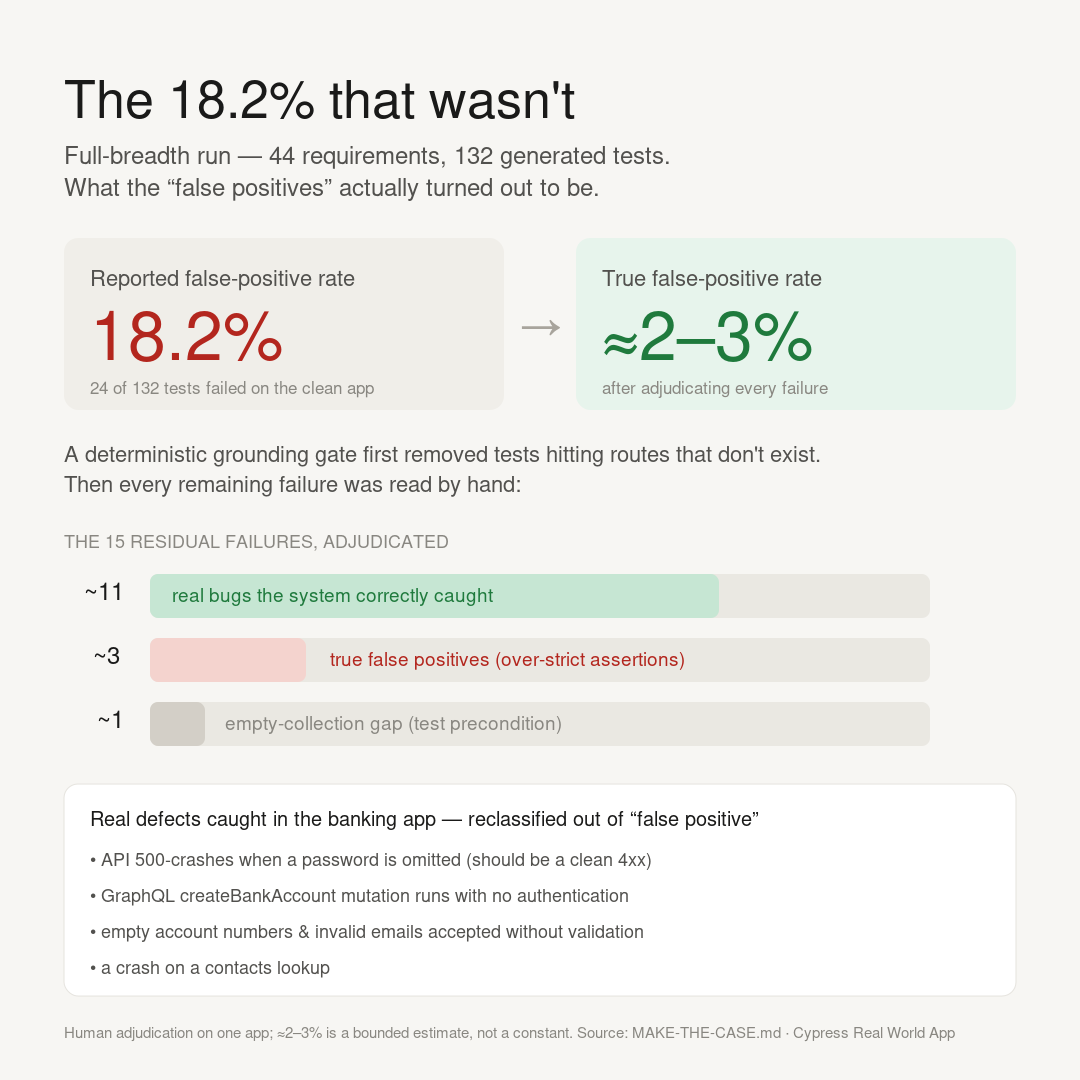 The 18.2% that wasn't
Full-breadth run — 44 requirements, 132 generated tests.
What the “false positives” actually turned out to be.
Reported false-positive rate
18.2%
24 of 132 tests failed on the clean app
→
True false-positive rate
≈2–3%
after adjudicating every failure
A deterministic grounding gate first removed tests hitting routes that don't exist.
Then every remaining failure was read by hand:
THE 15 RESIDUAL FAILURES, ADJUDICATED
~11 real bugs the system correctly caught
~3 true false positives (over-strict assertions)
~1 empty-collection gap (test precondition)
Real defects caught in the banking app — reclassified out of “false positive”
• API 500-crashes when a password is omitted (should be a clean 4xx)
• GraphQL createBankAccount mutation runs with no authentication
• empty account numbers & invalid emails accepted without validation
• a crash on a contacts lookup
Human adjudication on one app; ≈2–3% is a bounded estimate, not a constant. Source: MAKE-THE-CASE.md · Cypress Real World App